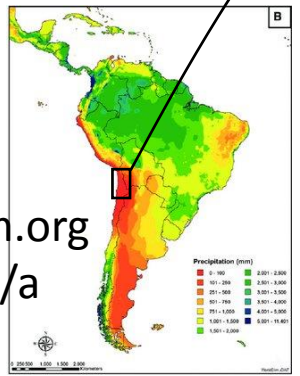 B
n.org
/a
Precipitation (mm)
0 - 100
101 - 250
251 - 500
501 - 750
751 - 1,000
1,001 - 1,500
1,501 - 2,000
2,001 - 2,500
2,501 - 3,000
3,001 - 3,500
3,501 - 4,000
4,001 - 5,000
5,001 - 11,401
Kilometers